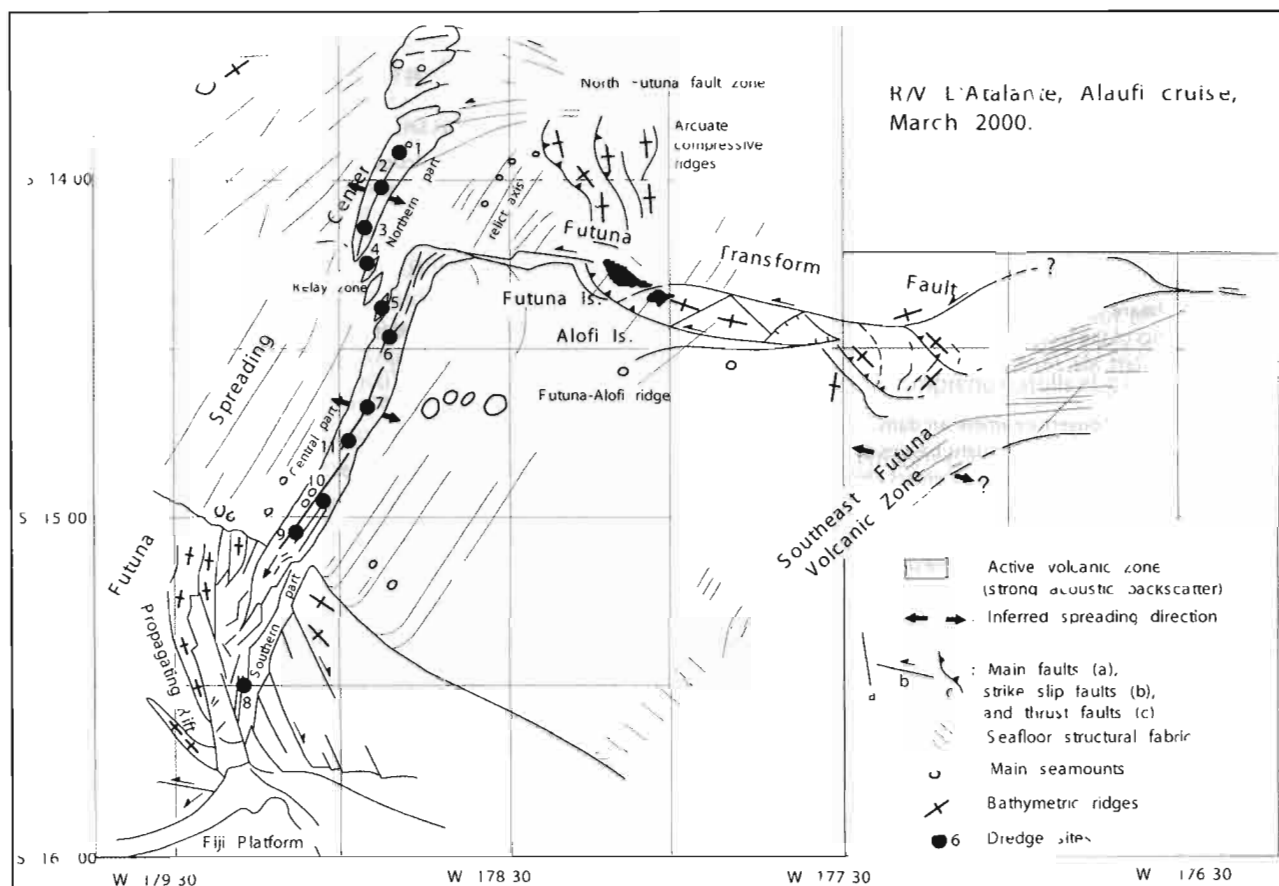 R/V L'Atalante, Alaufi cruise,
March 2000.
North Futuna fault zone
Arcuate
compressive
ridges
S 14 00
1
2
3
4
5
6
7
11
10
9
8
Center
Northern part
relict axis
Relay zone
Futuna
Transform
Fault
?
Futuna Is.
Alofi Is.
Futuna-Alofi ridge
Spreading
Central part
S 15 00
Futuna
Propagating Rift
Southern part
Southeast Futuna
Volcanic Zone
?
Fiji Platform
S 16 00
W 179 30
W 178 30
W 177 30
W 176 30
Active volcanic zone
(strong acoustic backscatter)
: Inferred spreading direction
a
b
c
: Main faults (a),
strike slip faults (b),
and thrust faults (c)
Seafloor structural fabric
Main seamounts
Bathymetric ridges
6 Dredge sites